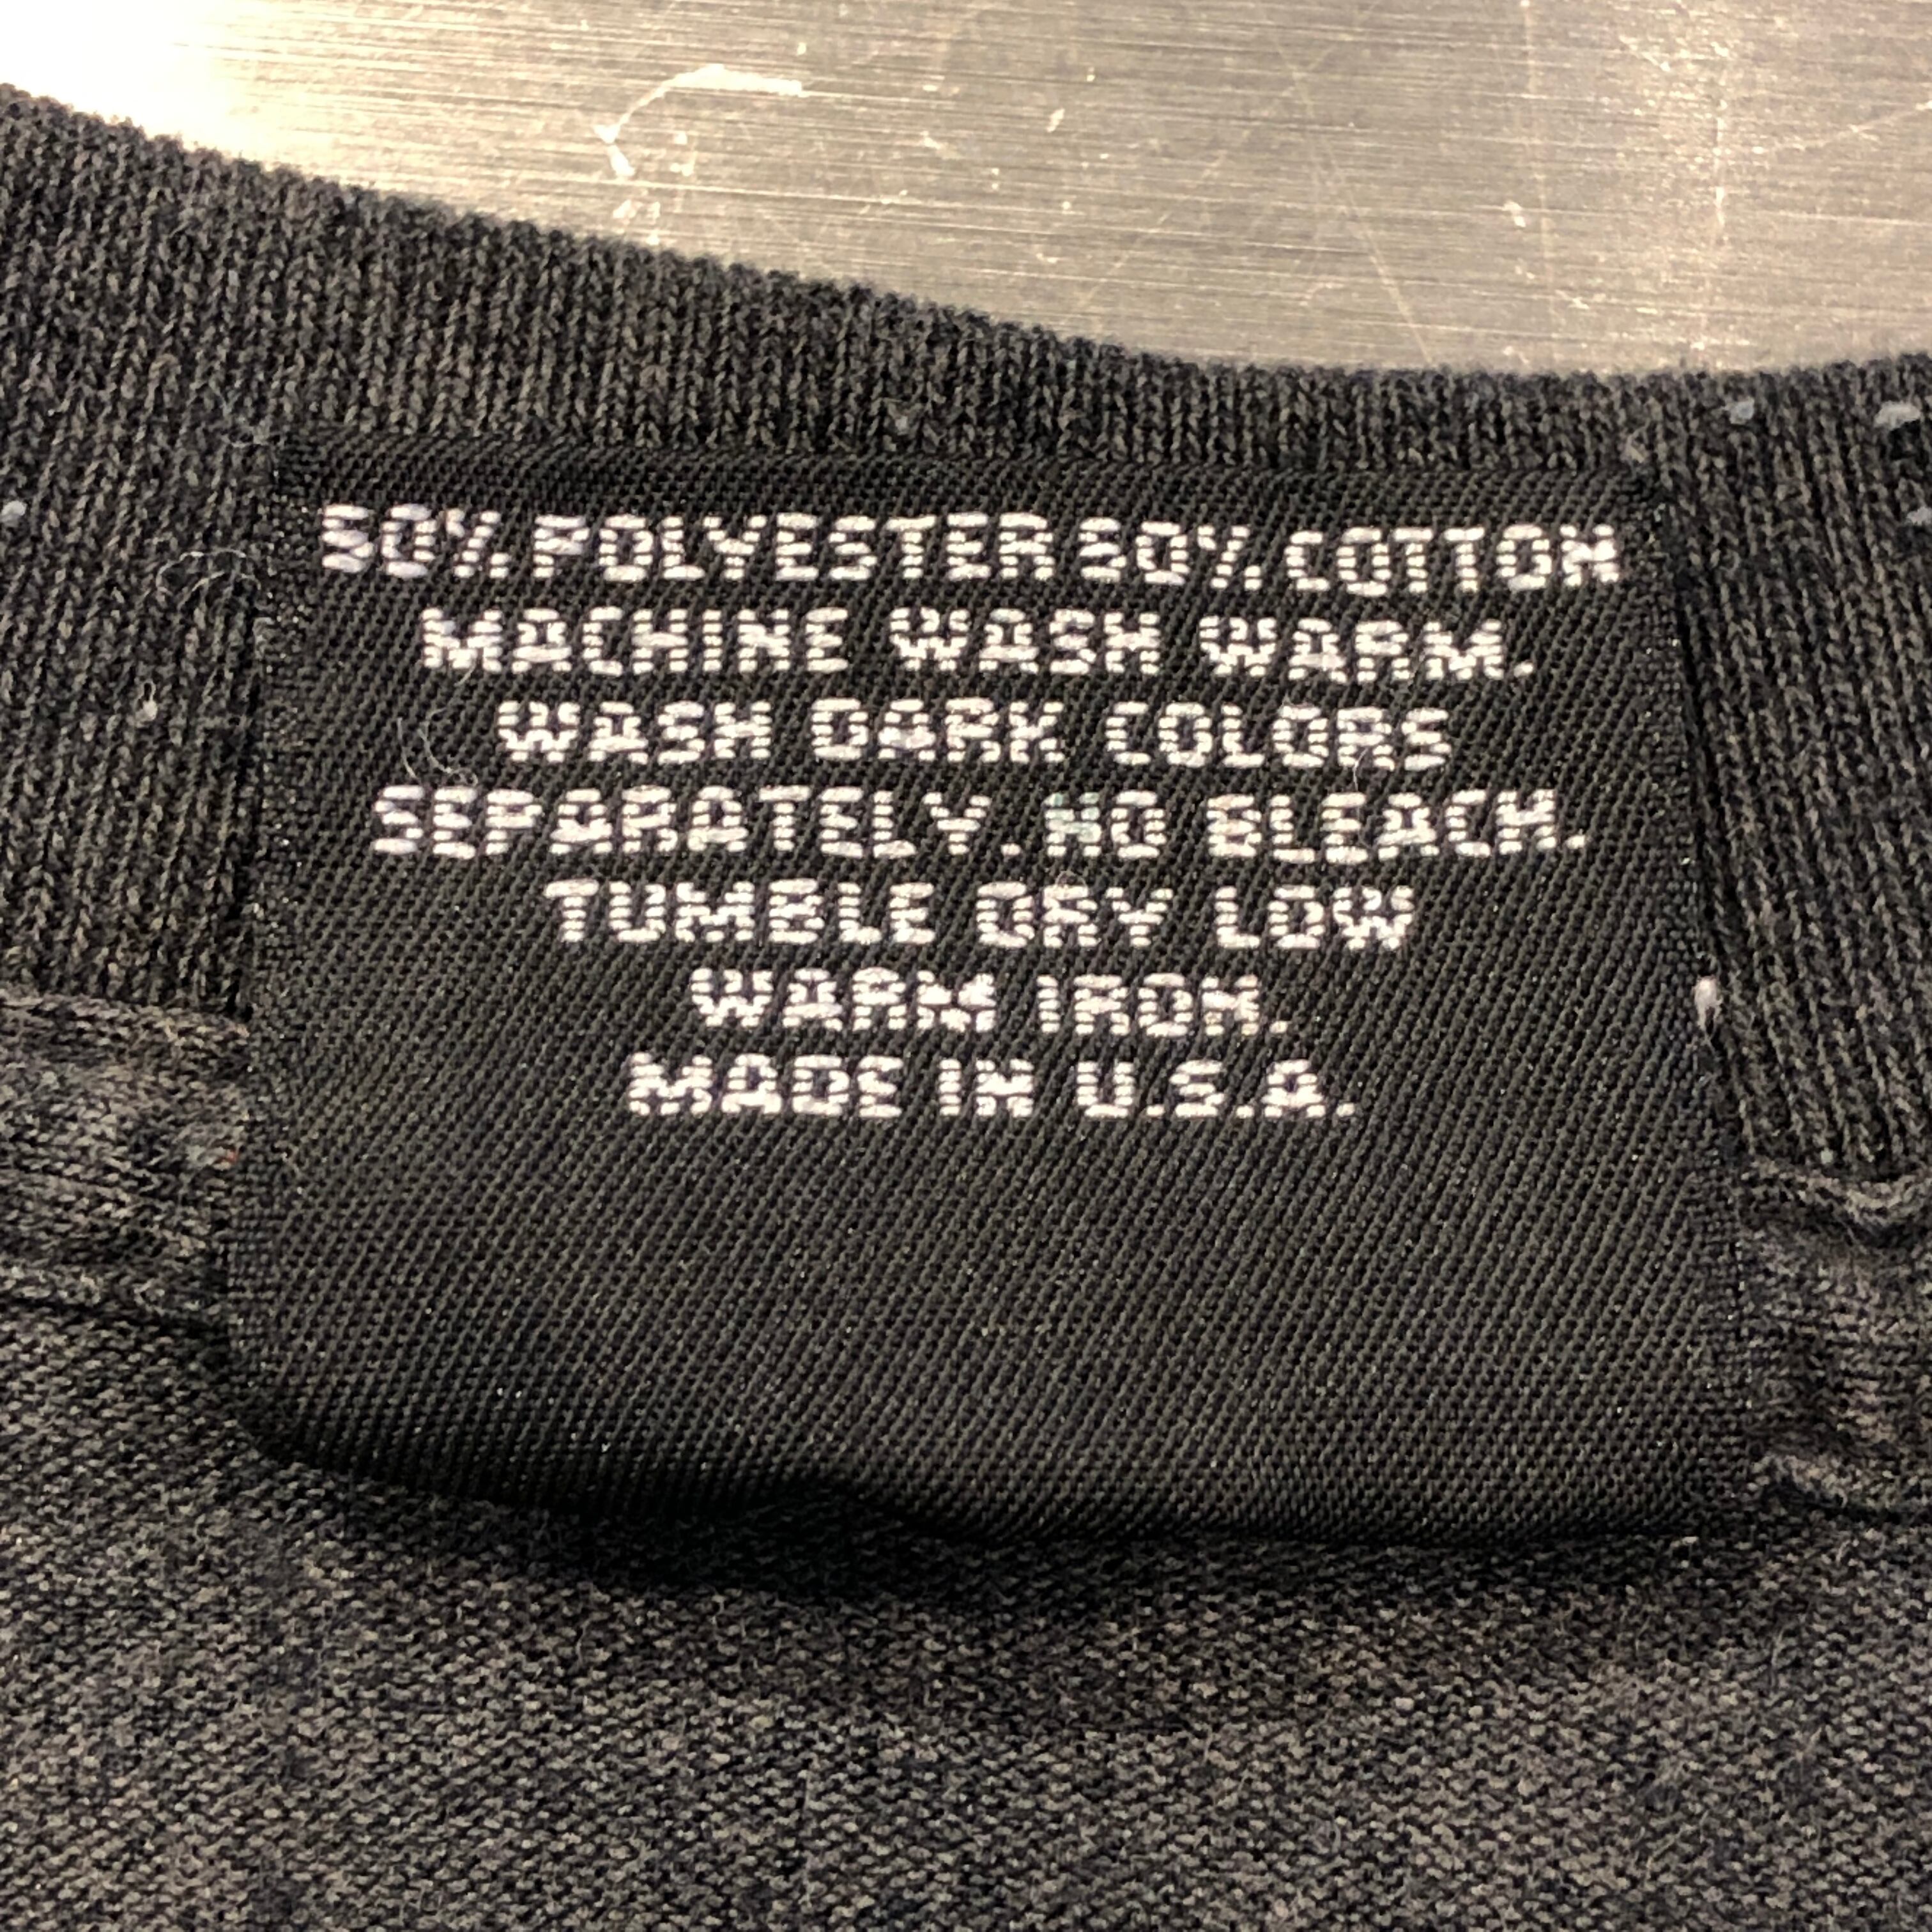 50% POLYESTER 50% COTTON
MACHINE WASH WARM.
WASH DARK COLORS
SEPARATELY. NO BLEACH.
TUMBLE DRY LOW
WARM IRON.
MADE IN U.S.A.